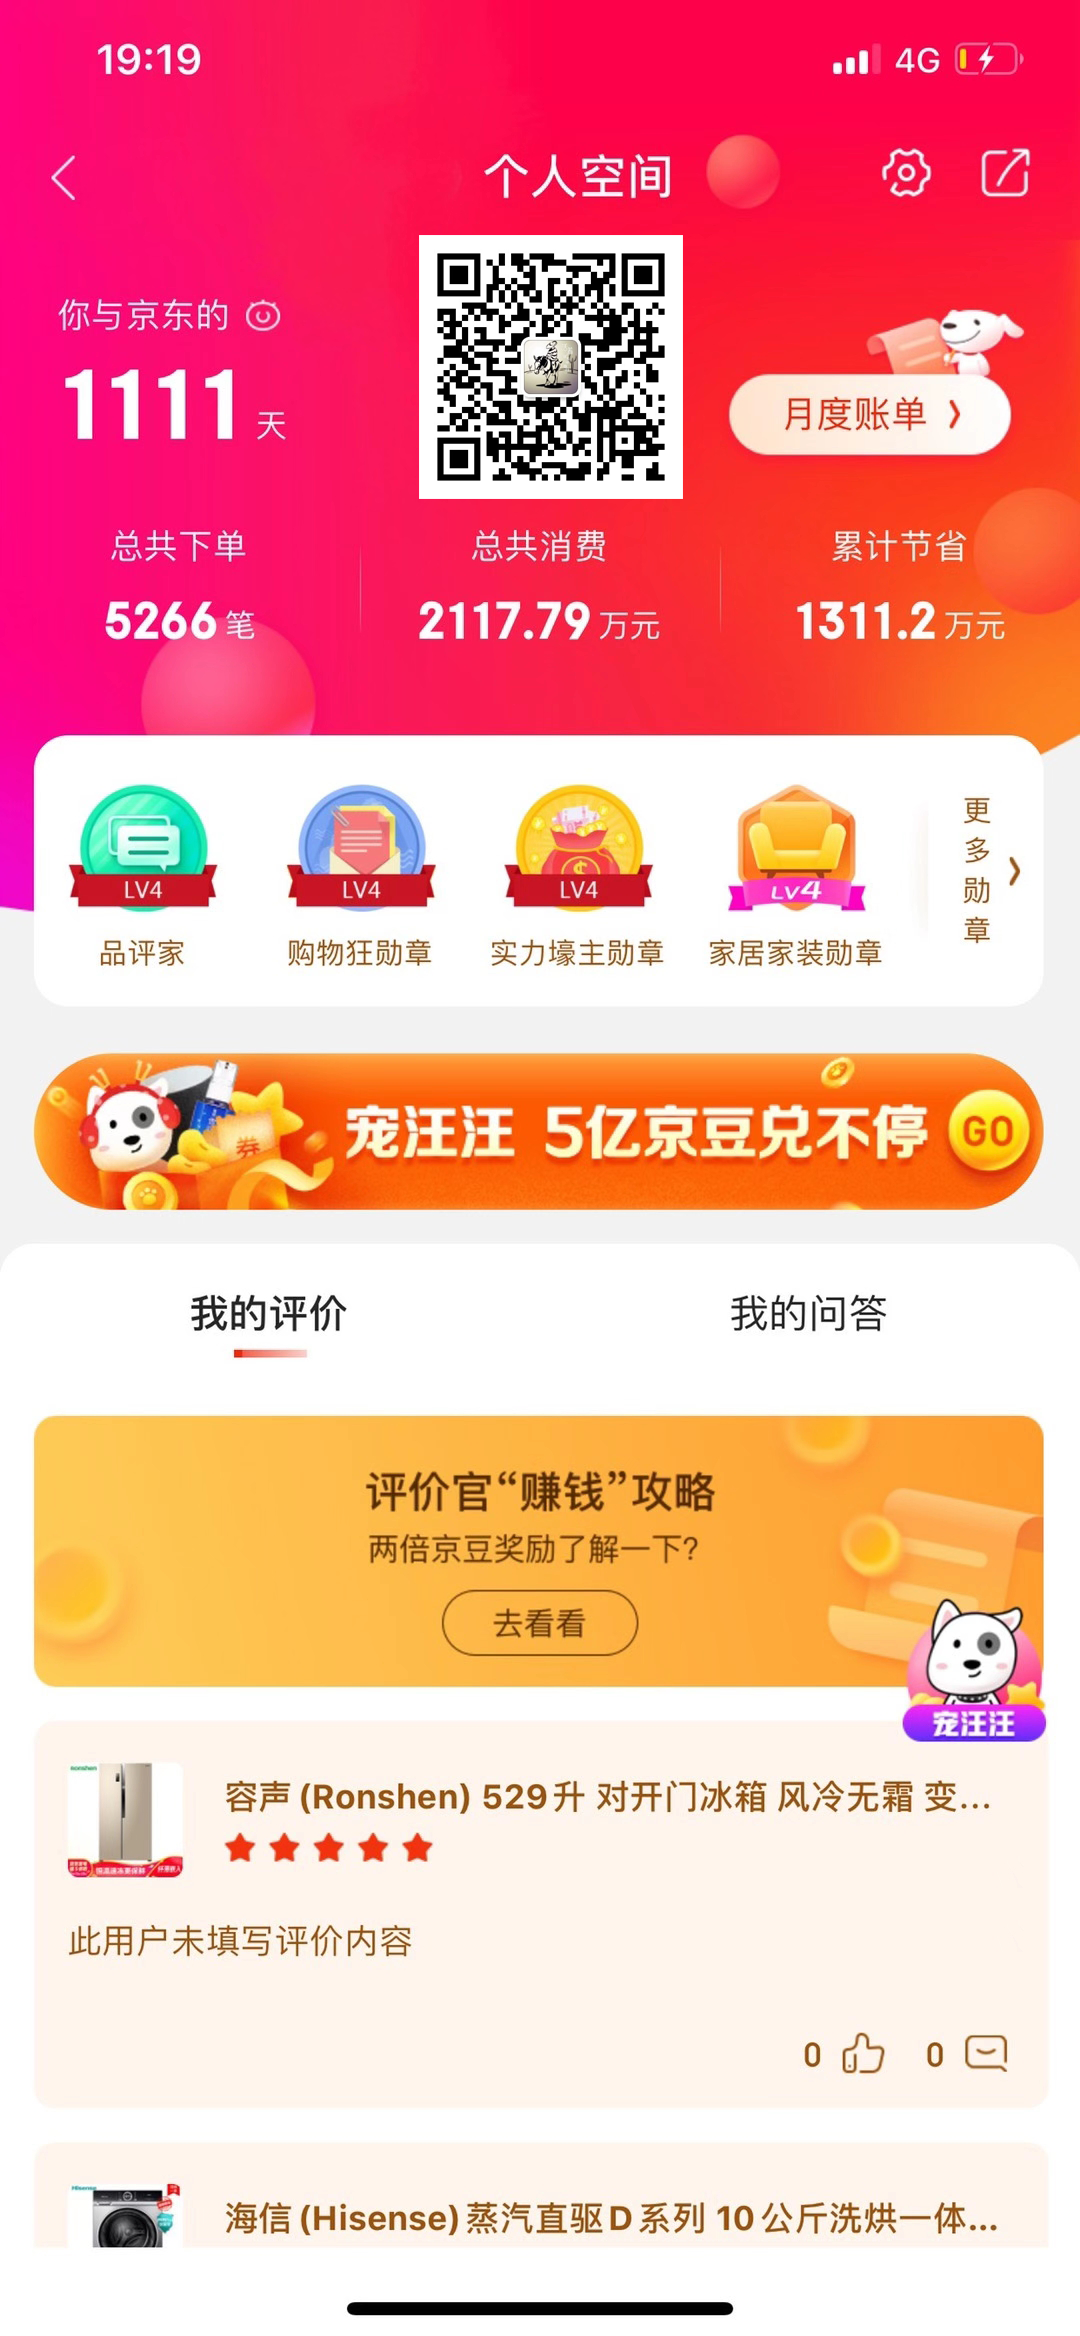 19:19
4G
个人空间
你与京东的
1111 天
月度账单
总共下单
总共消费
累计节省
5266 笔
2117.79 万元
1311.2 万元
LV4
LV4
LV4
LV4
品评家
购物狂勋章
实力壕主勋章
家居家装勋章
更多勋章
券
宠汪汪 5亿京豆兑不停
GO
我的评价
我的问答
评价官“赚钱”攻略
两倍京豆奖励了解一下?
去看看
宠汪汪
Ronshen
容声 (Ronshen) 529升 对开门冰箱 风冷无霜 变...
此用户未填写评价内容
0
0
Hisense
海信 (Hisense) 蒸汽直驱D系列 10公斤洗烘一体...